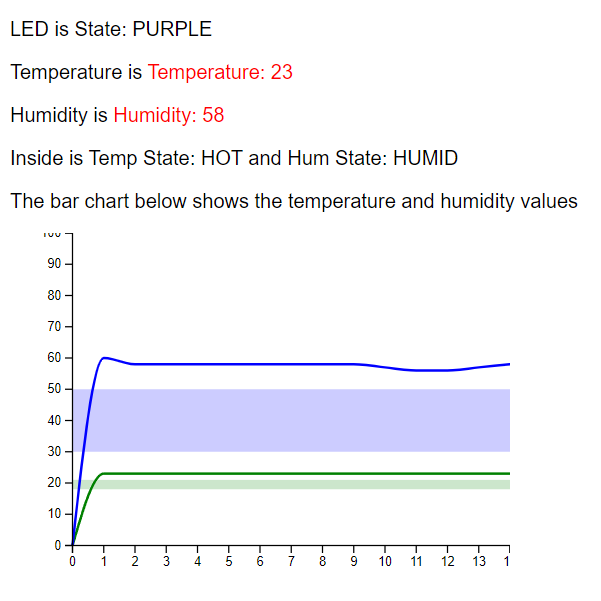 LED is State: PURPLE
Temperature is Temperature: 23
Humidity is Humidity: 58
Inside is Temp State: HOT and Hum State: HUMID
The bar chart below shows the temperature and humidity values
100
90
80
70
60
50
40
30
20
10
0
0 1 2 3 4 5 6 7 8 9 10 11 12 13 1